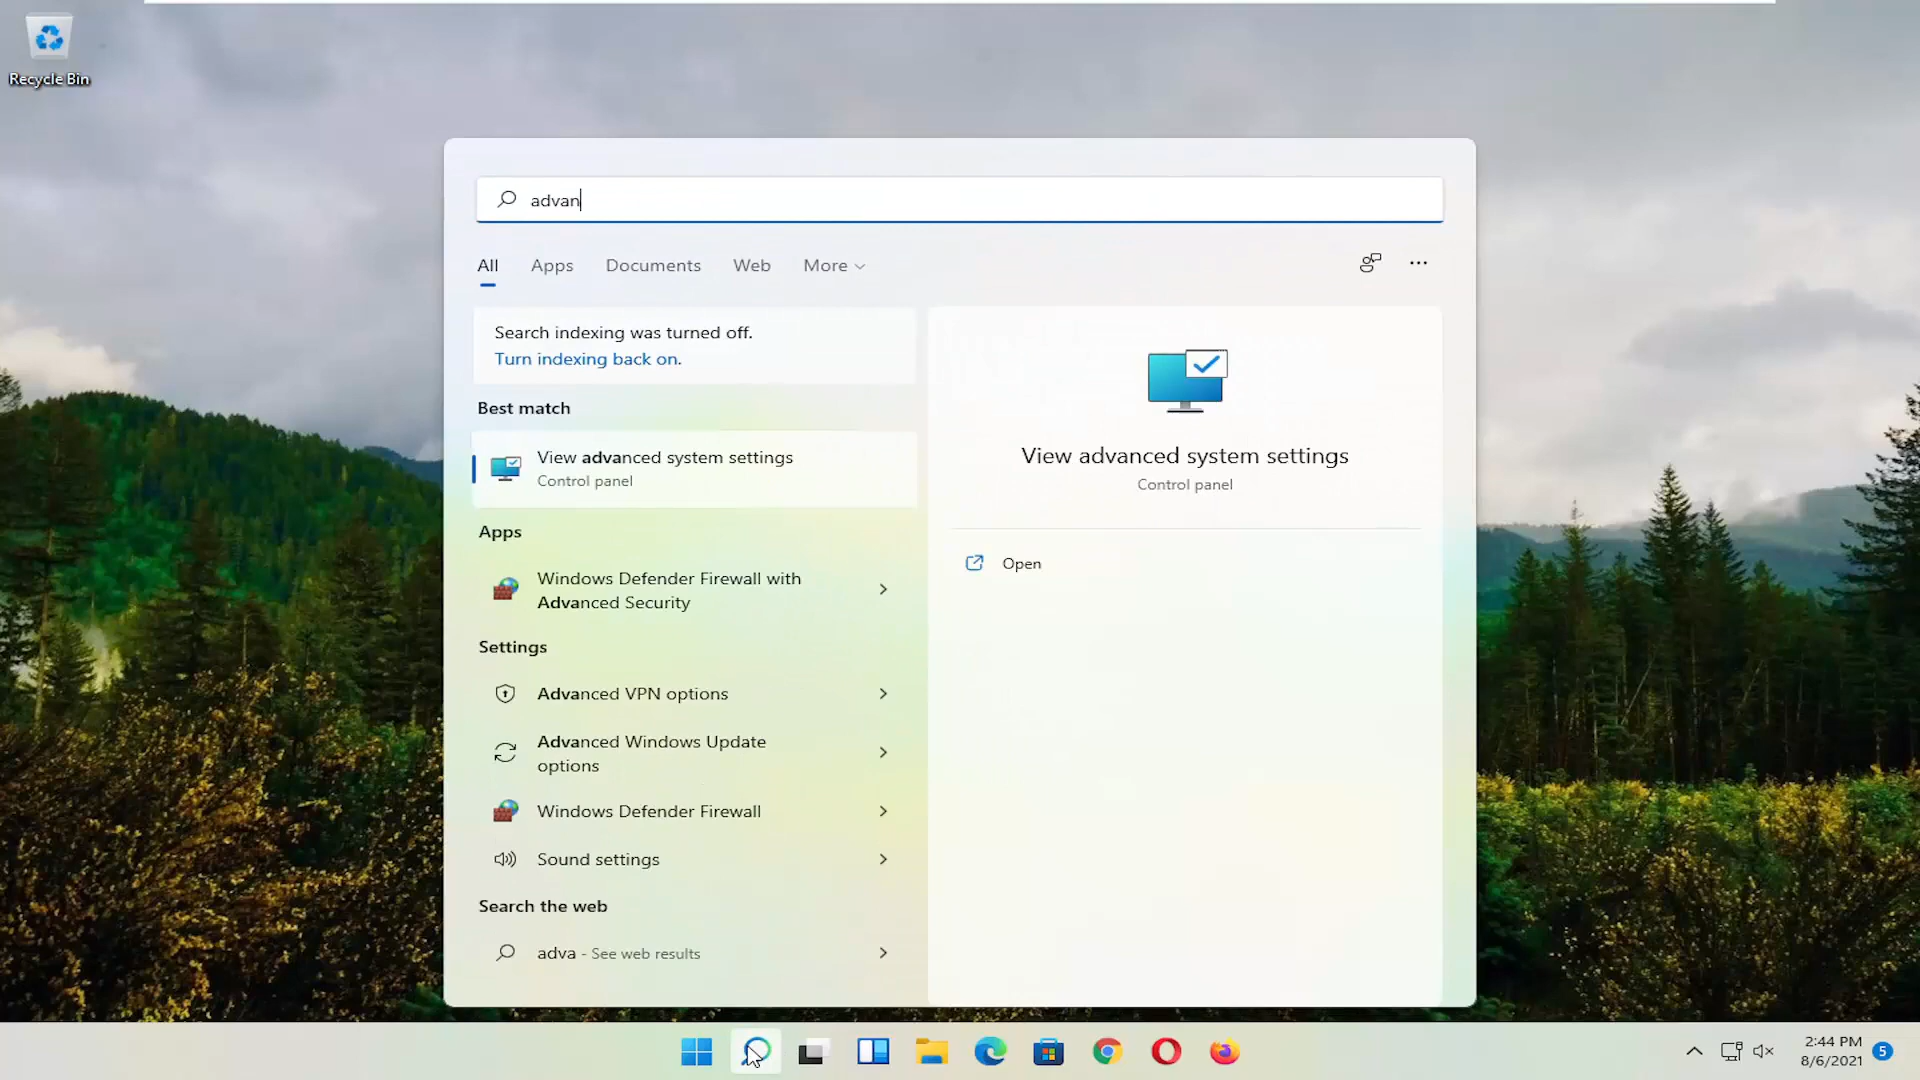 Recycle Bin
advan
All Apps Documents Web More
Search indexing was turned off.
Turn indexing back on.
Best match
View advanced system settings
Control panel
Apps
Windows Defender Firewall with
Advanced Security
Settings
Advanced VPN options
Advanced Windows Update
options
Windows Defender Firewall
Sound settings
Search the web
adva - See web results
View advanced system settings
Control panel
Open
2:44 PM
8/6/2021
5